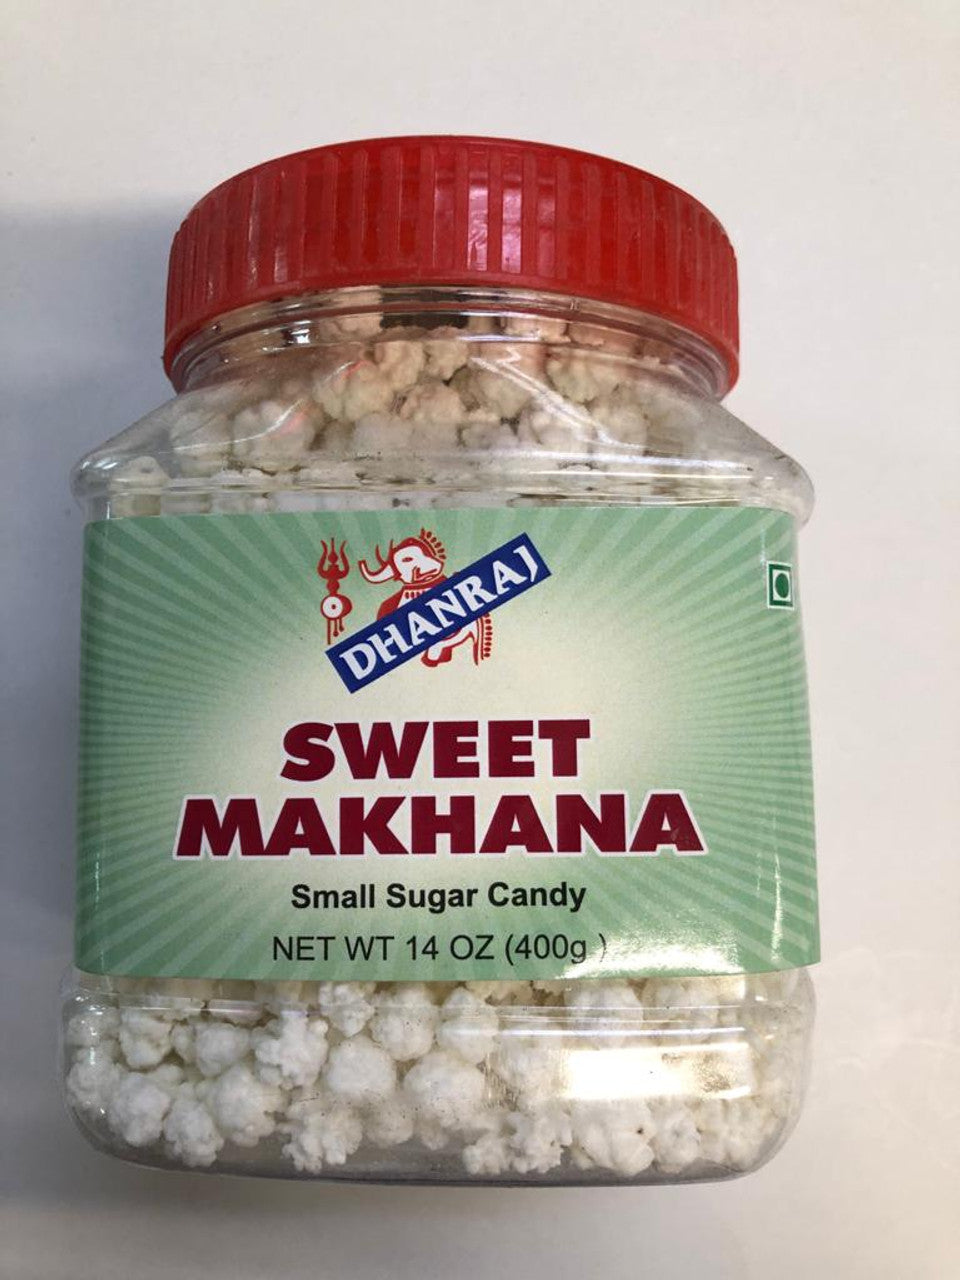 DHANRAJ
SWEET
MAKHANA
Small Sugar Candy
NET WT 14 OZ (400g )